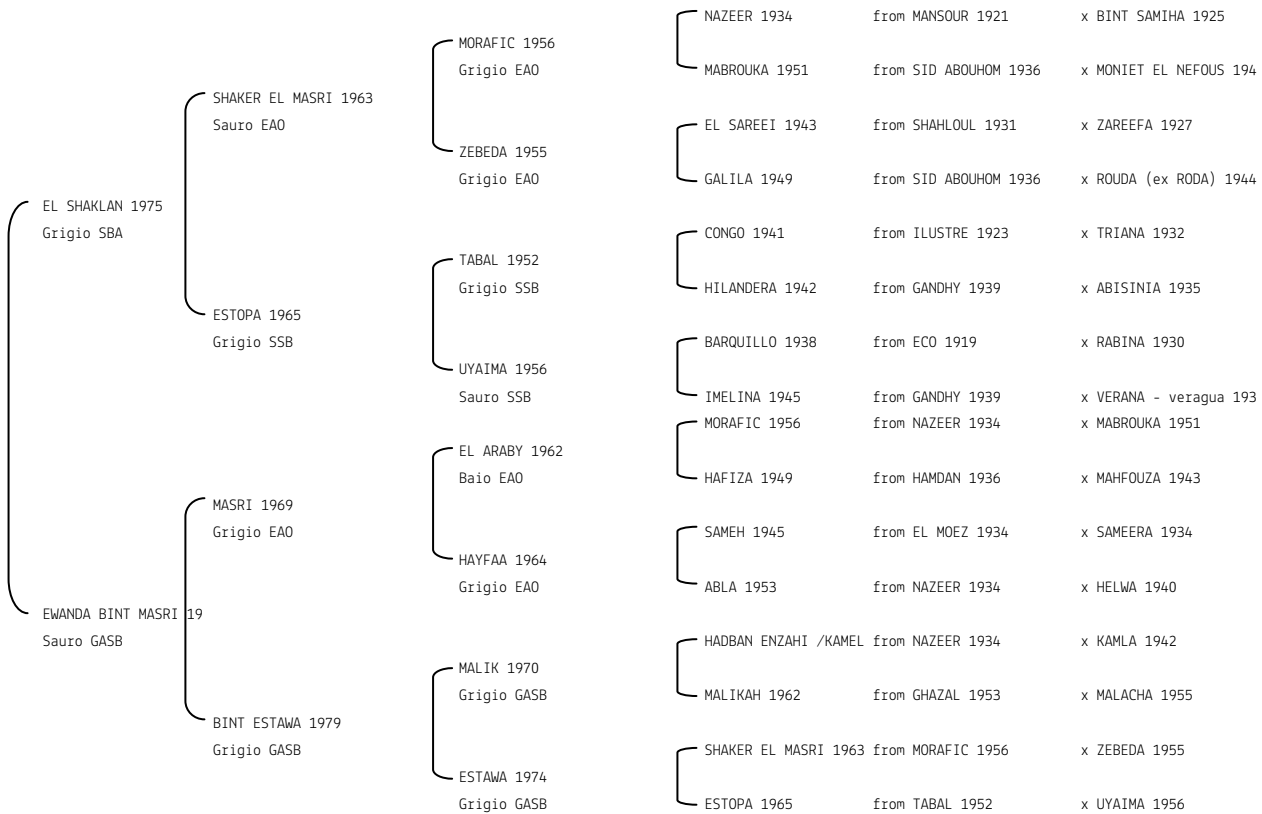 NAZEER 1934 from MANSOUR 1921 x BINT SAMIHA 1925
MORAFIC 1956
Grigio EAO
MABROUKA 1951 from SID ABOUHOM 1936 x MONIET EL NEFOUS 194
SHAKER EL MASRI 1963
Sauro EAO
EL SAREEI 1943 from SHAHLOUL 1931 x ZAREEFA 1927
ZEBEDA 1955
Grigio EAO
GALILA 1949 from SID ABOUHOM 1936 x ROUDA (ex RODA) 1944
EL SHAKLAN 1975
Grigio SBA
CONGO 1941 from ILUSTRE 1923 x TRIANA 1932
TABAL 1952
Grigio SSB
HILANDERA 1942 from GANDHY 1939 x ABISINIA 1935
ESTOPA 1965
Grigio SSB
BARQUILLO 1938 from ECO 1919 x RABINA 1930
UYAIMA 1956
Sauro SSB
IMELINA 1945 from GANDHY 1939 x VERANA - veragua 193
MORAFIC 1956 from NAZEER 1934 x MABROUKA 1951
EL ARABY 1962
Baio EAO
HAFIZA 1949 from HAMDAN 1936 x MAHFOUZA 1943
MASRI 1969
Grigio EAO
SAMEH 1945 from EL MOEZ 1934 x SAMEERA 1934
HAYFAA 1964
Grigio EAO
ABLA 1953 from NAZEER 1934 x HELWA 1940
EWANDA BINT MASRI 19
Sauro GASB
HADBAN ENZAHI /KAMEL from NAZEER 1934 x KAMLA 1942
MALIK 1970
Grigio GASB
MALIKAH 1962 from GHAZAL 1953 x MALACHA 1955
BINT ESTAWA 1979
Grigio GASB
SHAKER EL MASRI 1963 from MORAFIC 1956 x ZEBEDA 1955
ESTAWA 1974
Grigio GASB
ESTOPA 1965 from TABAL 1952 x UYAIMA 1956